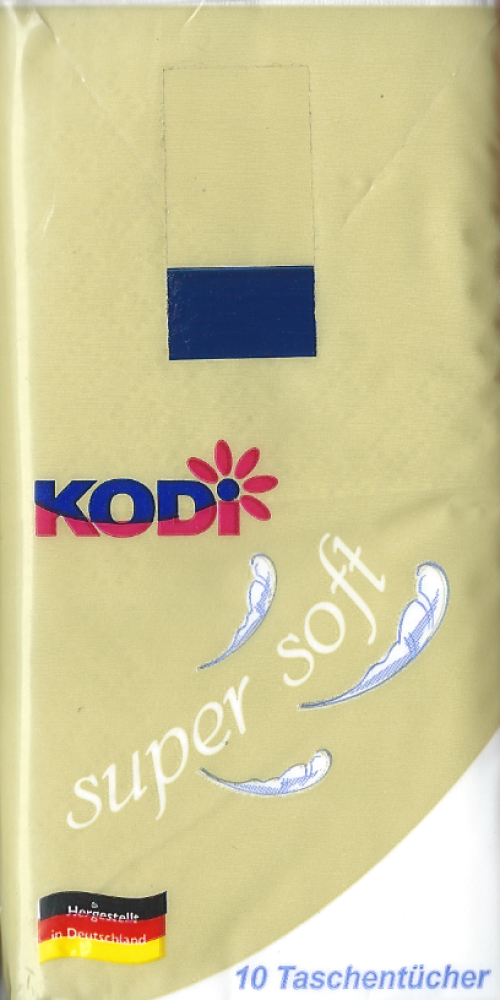 KODi
super soft
Hergestellt
in Deutschland
10 Taschentücher